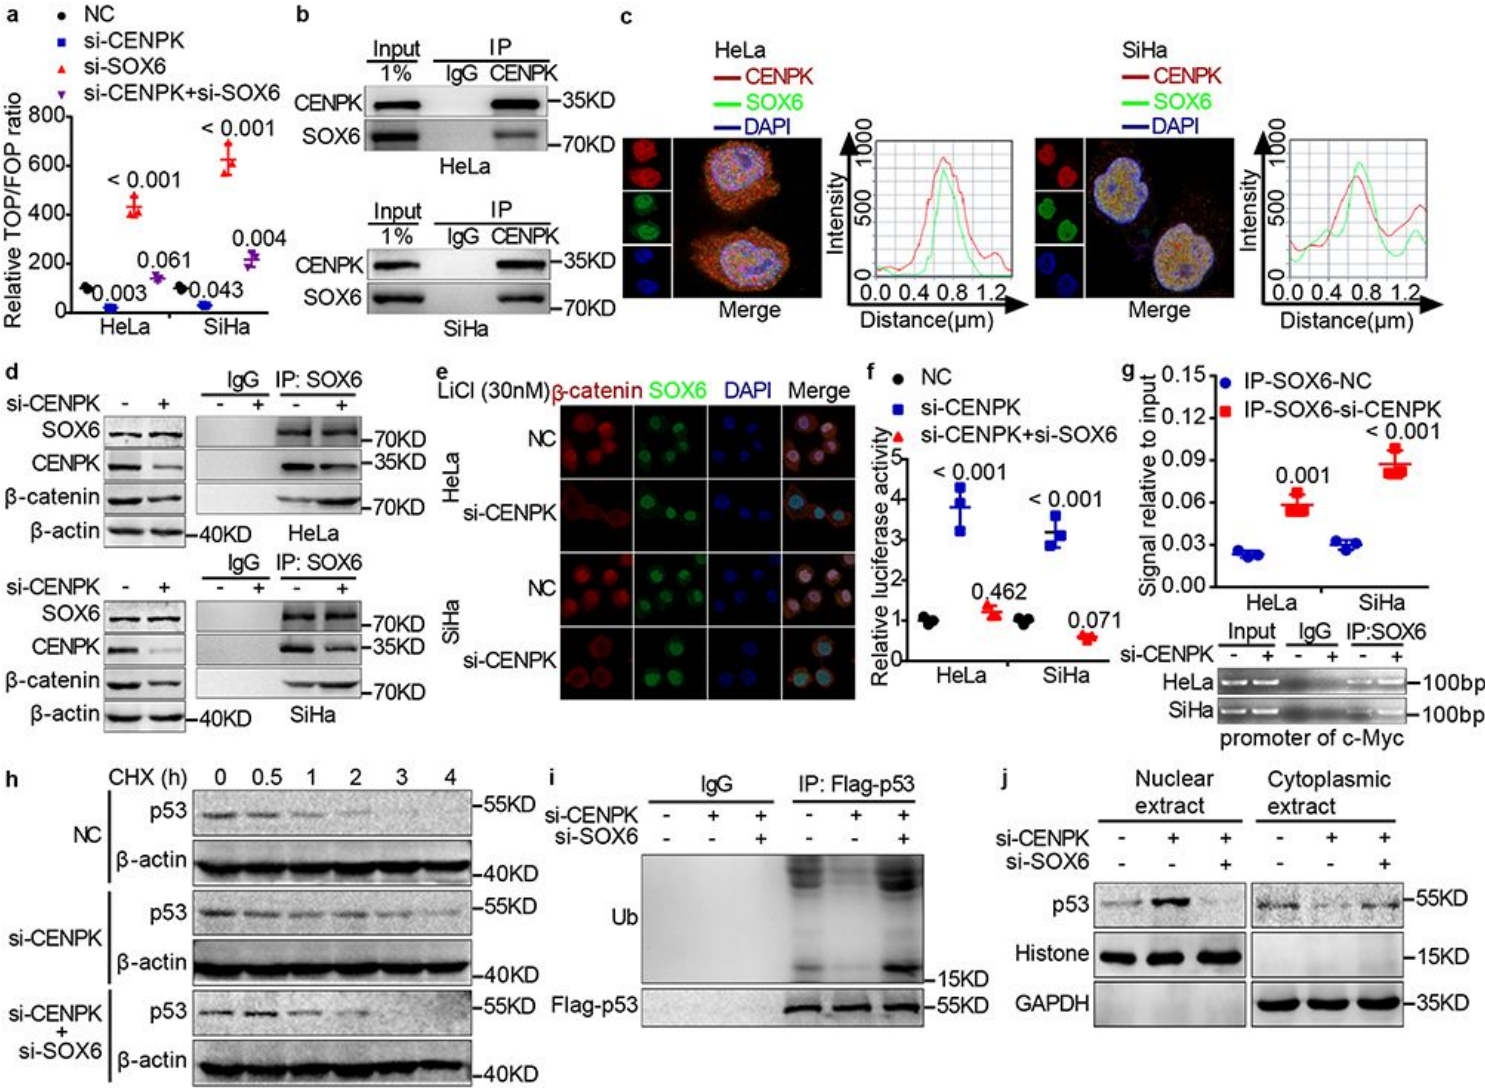 a
NC
si-CENPK
si-SOX6
si-CENPK+si-SOX6
Relative TOP/FOP ratio
800
600
400
200
0
< 0.001
< 0.001
0.061
0.004
0.003
0.043
HeLa SiHa
b
Input IP
1% IgG CENPK
CENPK
-35KD
SOX6
-70KD
HeLa
Input IP
1% IgG CENPK
CENPK
-35KD
SOX6
-70KD
SiHa
c
HeLa
CENPK
SOX6
DAPI
Merge
Intensity
1000
500
0
0.0 0.4 0.8 1.2
Distance(μm)
SiHa
CENPK
SOX6
DAPI
Merge
Intensity
1000
500
0
0.0 0.4 0.8 1.2
Distance(μm)
d
IgG IP: SOX6
si-CENPK - + - + - +
SOX6
-70KD
CENPK
-35KD
β-catenin
-70KD
β-actin
-40KD
HeLa
IgG IP: SOX6
si-CENPK - + - + - +
SOX6
-70KD
CENPK
-35KD
β-catenin
-70KD
β-actin
-40KD
SiHa
e
LiCl (30nM) β-catenin SOX6 DAPI Merge
HeLa
NC
si-CENPK
SiHa
NC
si-CENPK
f
NC
si-CENPK
si-CENPK+si-SOX6
Relative luciferase activity
5
4
3
2
1
0
< 0.001
< 0.001
0.462
0.071
HeLa SiHa
g
IP-SOX6-NC
IP-SOX6-si-CENPK
Signal relative to input
0.15
0.12
0.09
0.06
0.03
0.00
0.001
< 0.001
HeLa SiHa
Input IgG IP:SOX6
si-CENPK - + - + - +
HeLa
-100bp
SiHa
-100bp
promoter of c-Myc
h
CHX (h) 0 0.5 1 2 3 4
NC
p53
-55KD
β-actin
-40KD
si-CENPK
p53
-55KD
β-actin
-40KD
si-CENPK
+
si-SOX6
p53
-55KD
β-actin
-40KD
i
IgG IP: Flag-p53
si-CENPK - + + - + +
si-SOX6 - - + - - +
Ub
-15KD
Flag-p53
-55KD
j
Nuclear extract
Cytoplasmic extract
si-CENPK - + + - + +
si-SOX6 - - + - - +
p53
-55KD
Histone
-15KD
GAPDH
-35KD